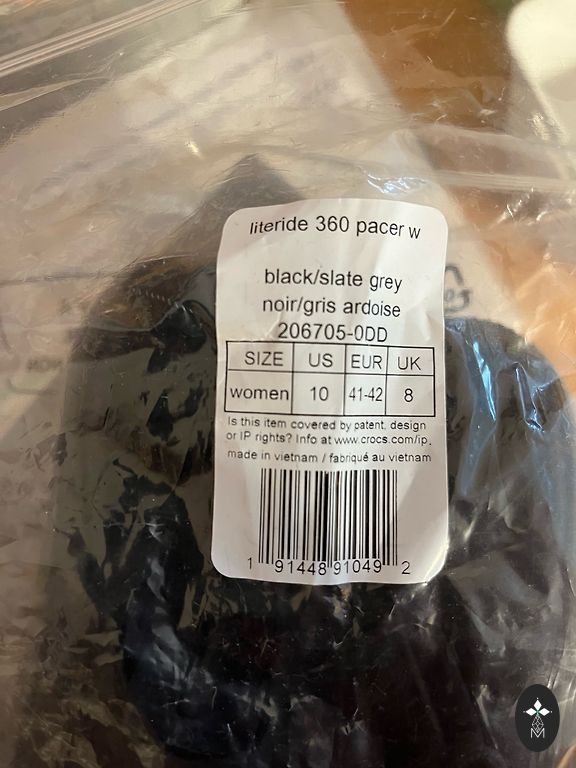 literide 360 pacer w
black/slate grey
noir/gris ardoise
206705-0DD
SIZE US EUR UK
women 10 41-42 8
Is this item covered by patent, design
or IP rights? Info at www.crocs.com/ip.
made in vietnam / fabriqué au vietnam
1 91448 91049 2